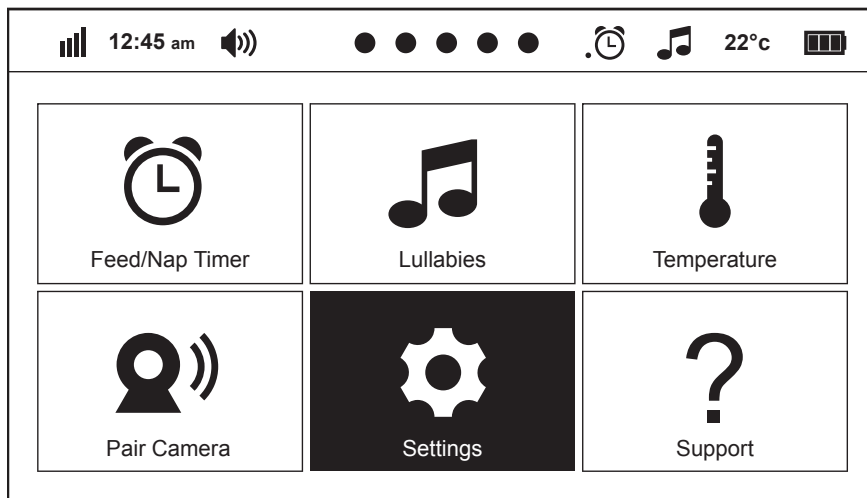 12:45 am 22°c
Feed/Nap Timer Lullabies Temperature
Pair Camera Settings Support